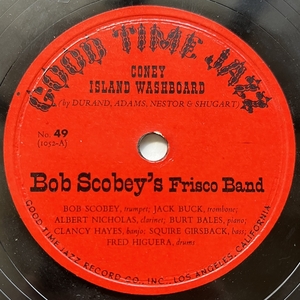 GOOD TIME JAZZ
CONEY
ISLAND WASHBOARD
(by DURAND, ADAMS, NESTOR & SHUGART)
No. 49
(1052-A)
Bob Scobey's Frisco Band
BOB SCOBEY, trumpet; JACK BUCK, trombone;
ALBERT NICHOLAS, clarinet; BURT BALES, piano;
CLANCY HAYES, banjo; SQUIRE GIRSBACK, bass;
FRED HIGUERA, drums
GOOD TIME JAZZ RECORD CO., INC., LOS ANGELES, CALIFORNIA